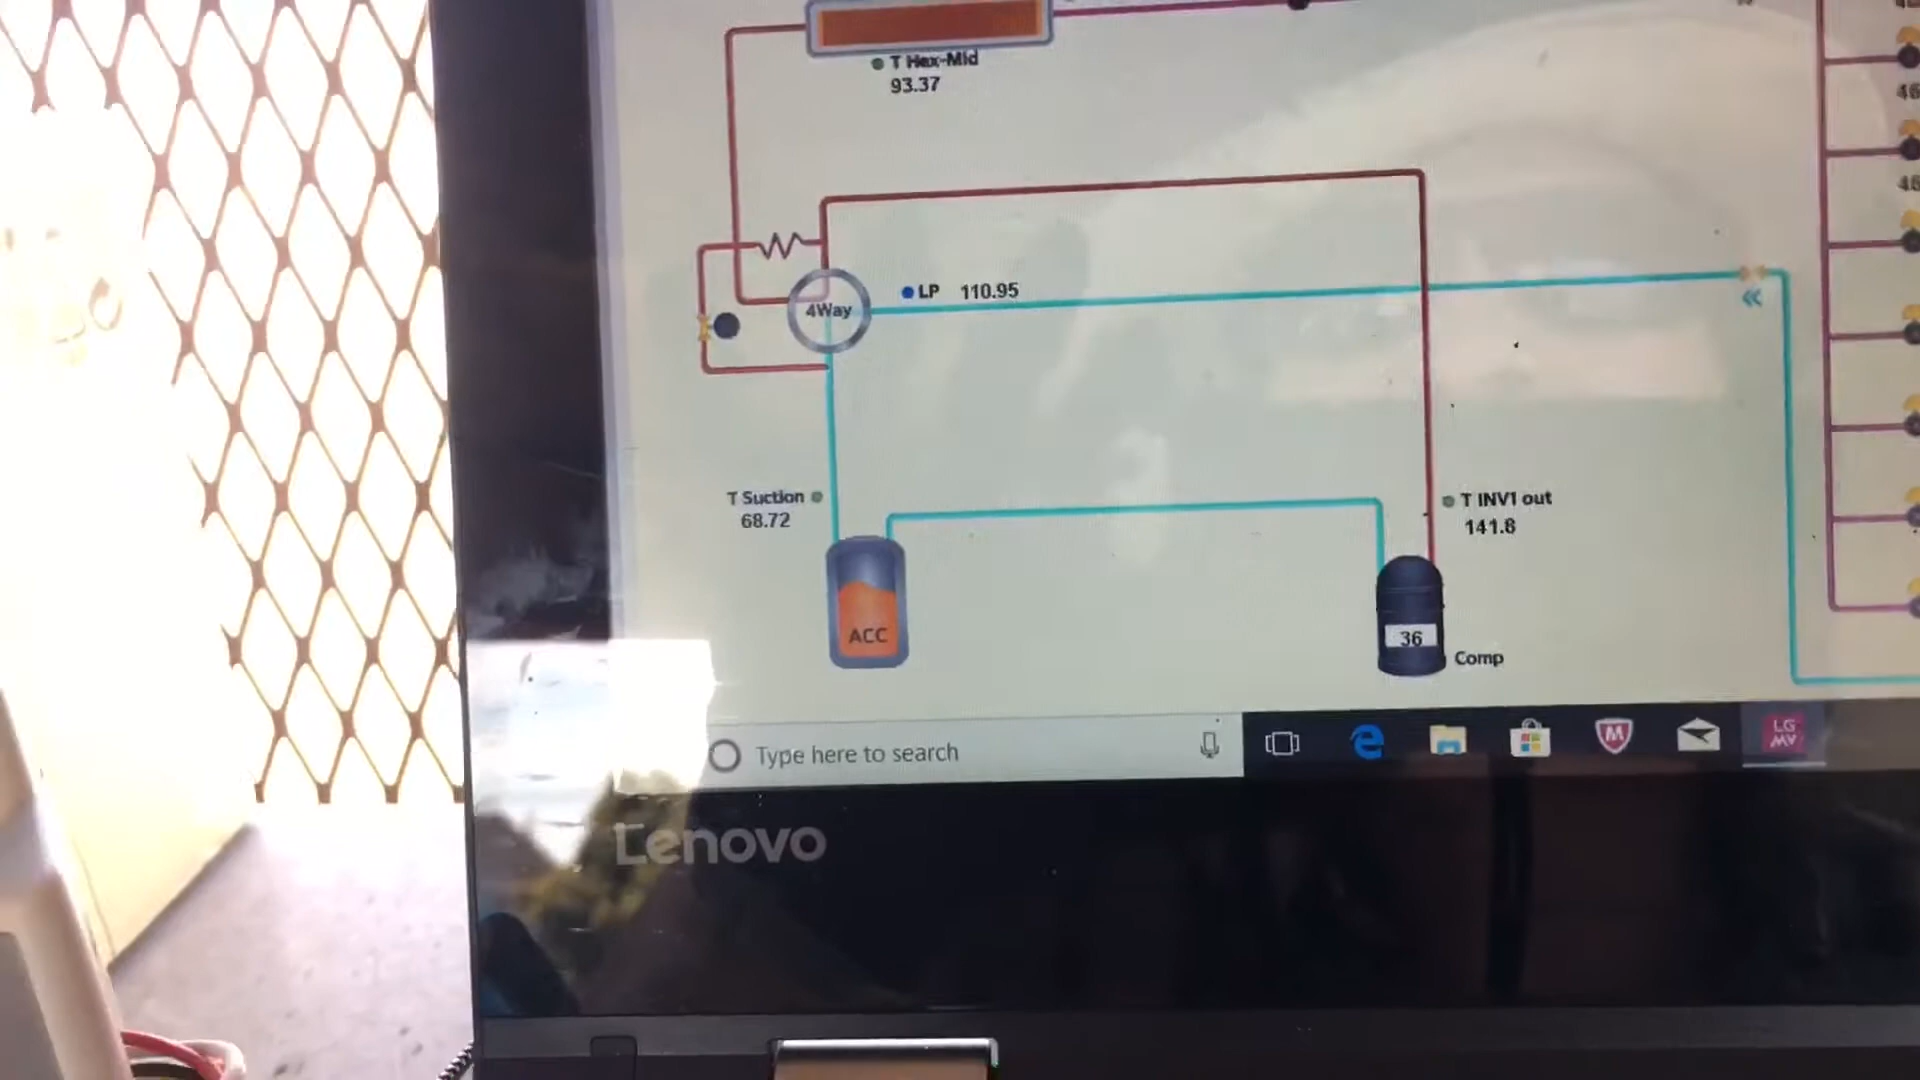 T Hex-Mid
93.37
4Way
LP 110.95
T Suction
68.72
T INV1 out
141.8
ACC
36
Comp
Type here to search
LG
MV
Lenovo